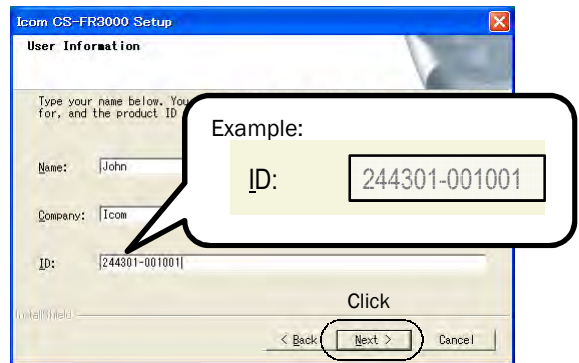 Icom CS-FR3000 Setup
User Information
Type your name below. You
for, and the product ID
Example:
ID: 244301-001001
Name: John
Company: Icom
ID: 244301-001001
InstallShield
Click
< Back Next > Cancel